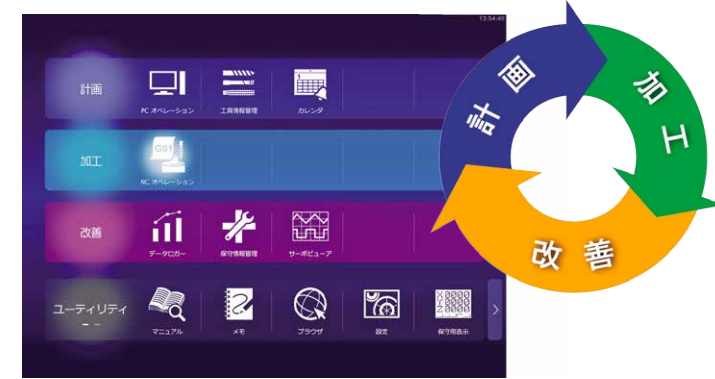 13:54:45
計画
PC オペレーション
工具情報管理
カレンダ
加工
G01
NC オペレーション
改善
データロガー
保守情報管理
サーボビューア
ユーティリティ
マニュアル
メモ
ブラウザ
設定
保守用表示
計画
加工
改善